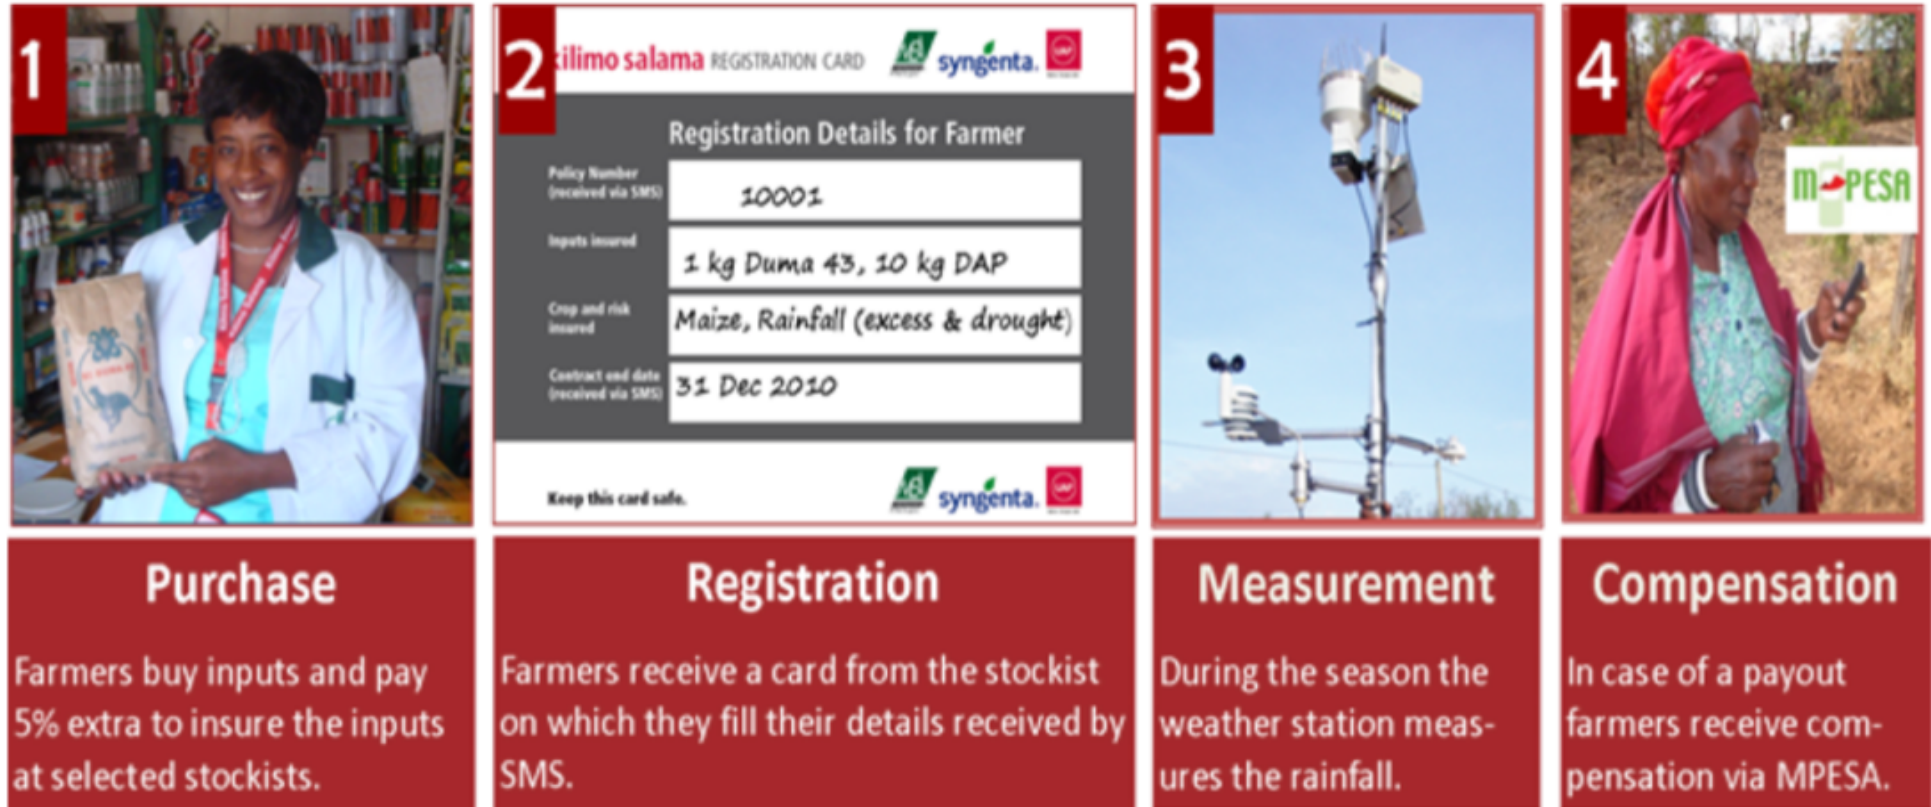 1
2
kilimo salama REGISTRATION CARD
syngenta.
UAP
Registration Details for Farmer
Policy Number
(received via SMS)
10001
Inputs insured
1 kg Duma 43, 10 kg DAP
Crop and risk
insured
Maize, Rainfall (excess & drought)
Contract end date
(received via SMS)
31 Dec 2010
Keep this card safe.
syngenta.
UAP
3
4
M-PESA
Purchase
Farmers buy inputs and pay
5% extra to insure the inputs
at selected stockists.
Registration
Farmers receive a card from the stockist
on which they fill their details received by
SMS.
Measurement
During the season the
weather station meas-
ures the rainfall.
Compensation
In case of a payout
farmers receive com-
pensation via MPESA.